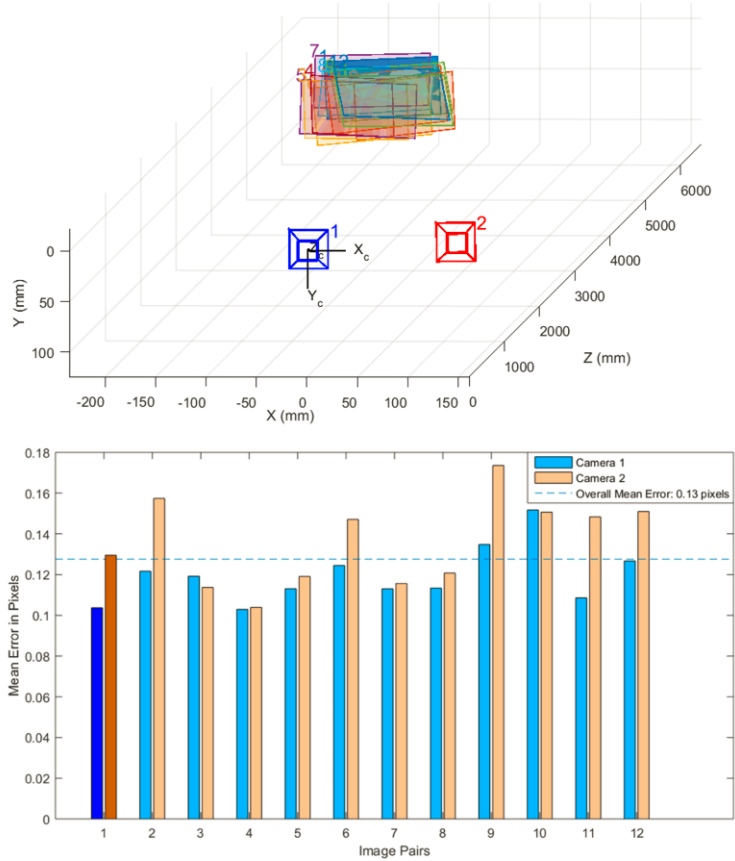 7
1
5
4
6000
5000
4000
3000
2000
1000
0
1
2
Xc
Zc
Yc
0
50
100
Y (mm)
Z (mm)
-200 -150 -100 -50 0 50 100 150
X (mm)
0.18
0.16
0.14
0.12
0.1
0.08
0.06
0.04
0.02
0
Mean Error in Pixels
Camera 1
Camera 2
Overall Mean Error: 0.13 pixels
1 2 3 4 5 6 7 8 9 10 11 12
Image Pairs